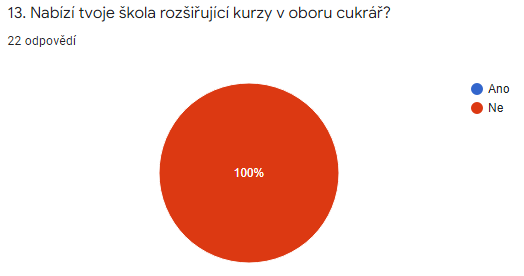 13. Nabízí tvoje škola rozšiřující kurzy v oboru cukrář?
22 odpovědí
Ano
Ne
100%